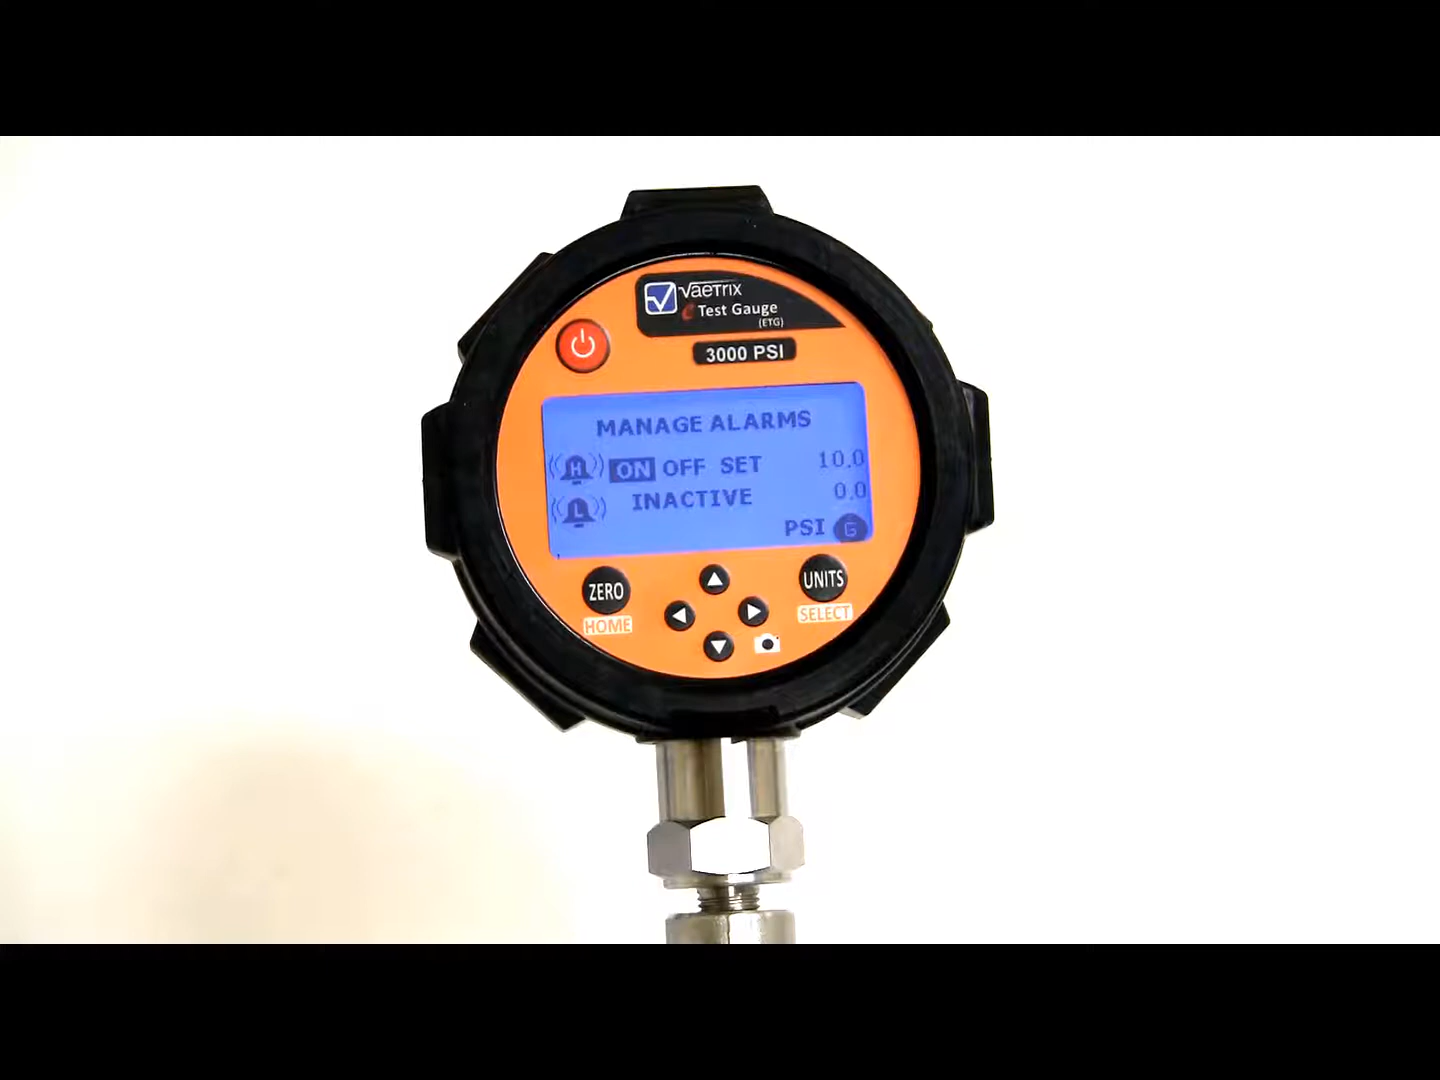 VAETRIX
e Test Gauge
(ETG)
3000 PSI
MANAGE ALARMS
H ON OFF SET 10.0
L INACTIVE 0.0
PSI G
ZERO
UNITS
HOME
SELECT